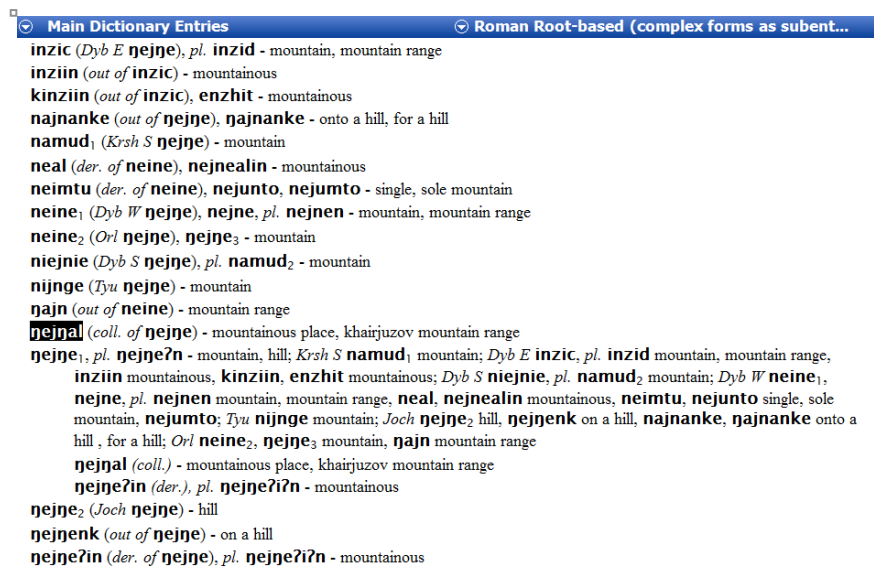 Main Dictionary Entries Roman Root-based (complex forms as subent...
inzic (Dyb E ŋejŋe), pl. inzid - mountain, mountain range
inziin (out of inzic) - mountainous
kinziin (out of inzic), enzhit - mountainous
najnanke (out of ŋejŋe), ŋajnanke - onto a hill, for a hill
namud₁ (Krsh S ŋejŋe) - mountain
neal (der. of neine), nejnealin - mountainous
neimtu (der. of neine), nejunto, nejumto - single, sole mountain
neine₁ (Dyb W ŋejŋe), nejne, pl. nejnen - mountain, mountain range
neine₂ (Orl ŋejŋe), ŋejŋe₃ - mountain
niejnie (Dyb S ŋejŋe), pl. namud₂ - mountain
nijnge (Tyu ŋejŋe) - mountain
ŋajn (out of neine) - mountain range
ŋejŋal (coll. of ŋejŋe) - mountainous place, khairjuzov mountain range
ŋejŋe₁, pl. ŋejŋeʔn - mountain, hill; Krsh S namud₁ mountain; Dyb E inzic, pl. inzid mountain, mountain range,
inziin mountainous, kinziin, enzhit mountainous; Dyb S niejnie, pl. namud₂ mountain; Dyb W neine₁,
nejne, pl. nejnen mountain, mountain range, neal, nejnealin mountainous, neimtu, nejunto single, sole
mountain, nejumto; Tyu nijnge mountain; Joch ŋejŋe₂ hill, ŋejŋenk on a hill, najnanke, ŋajnanke onto a
hill , for a hill; Orl neine₂, ŋejŋe₃ mountain, ŋajn mountain range
ŋejŋal (coll.) - mountainous place, khairjuzov mountain range
ŋejŋeʔin (der.), pl. ŋejŋeʔiʔn - mountainous
ŋejŋe₂ (Joch ŋejŋe) - hill
ŋejŋenk (out of ŋejŋe) - on a hill
ŋejŋeʔin (der. of ŋejŋe), pl. ŋejŋeʔiʔn - mountainous